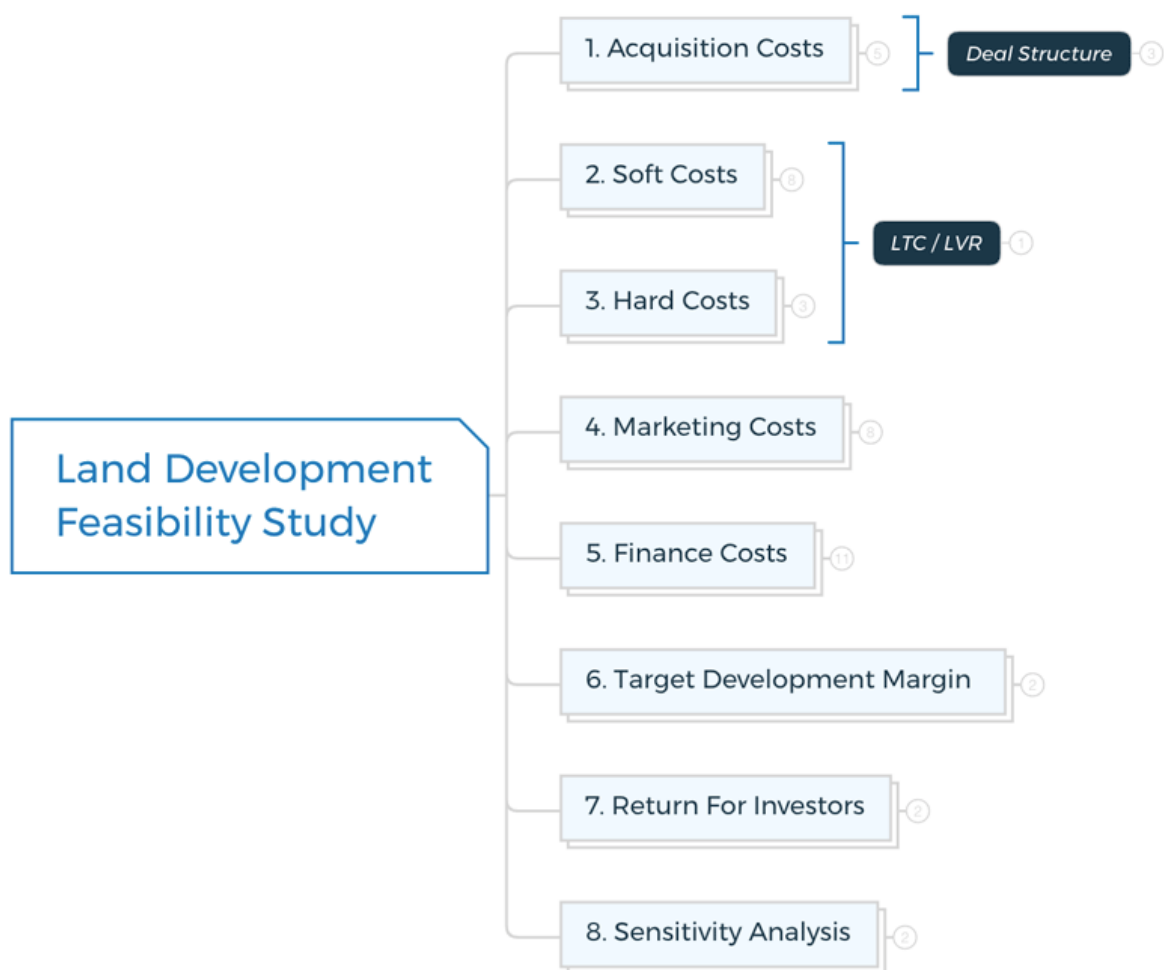 Land Development
Feasibility Study
1. Acquisition Costs
5
Deal Structure
3
2. Soft Costs
8
3. Hard Costs
3
LTC / LVR
1
4. Marketing Costs
8
5. Finance Costs
11
6. Target Development Margin
2
7. Return For Investors
2
8. Sensitivity Analysis
2